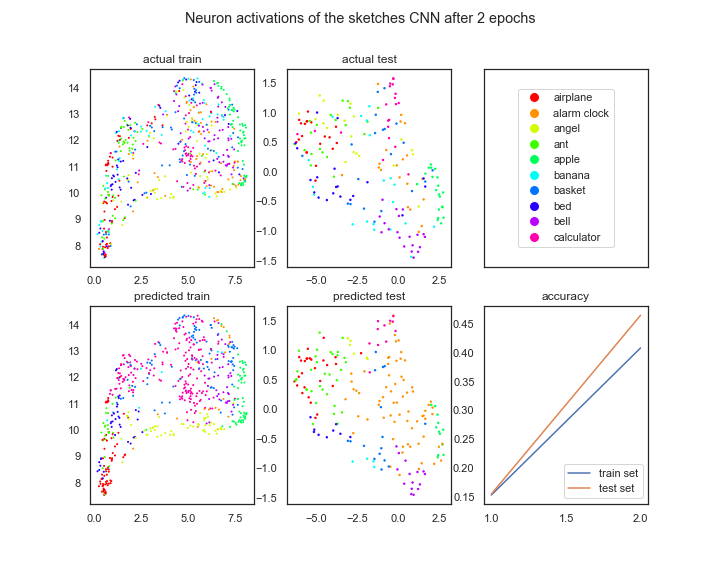 Neuron activations of the sketches CNN after 2 epochs
actual train
actual test
14
13
12
11
10
9
8
0.0 2.5 5.0 7.5
1.5
1.0
0.5
0.0
−0.5
−1.0
−1.5
−5.0 −2.5 0.0 2.5
airplane
alarm clock
angel
ant
apple
banana
basket
bed
bell
calculator
predicted train
predicted test
accuracy
14
13
12
11
10
9
8
0.0 2.5 5.0 7.5
1.5
1.0
0.5
0.0
−0.5
−1.0
−1.5
−5.0 −2.5 0.0 2.5
0.45
0.40
0.35
0.30
0.25
0.20
0.15
train set
test set
1.0 1.5 2.0